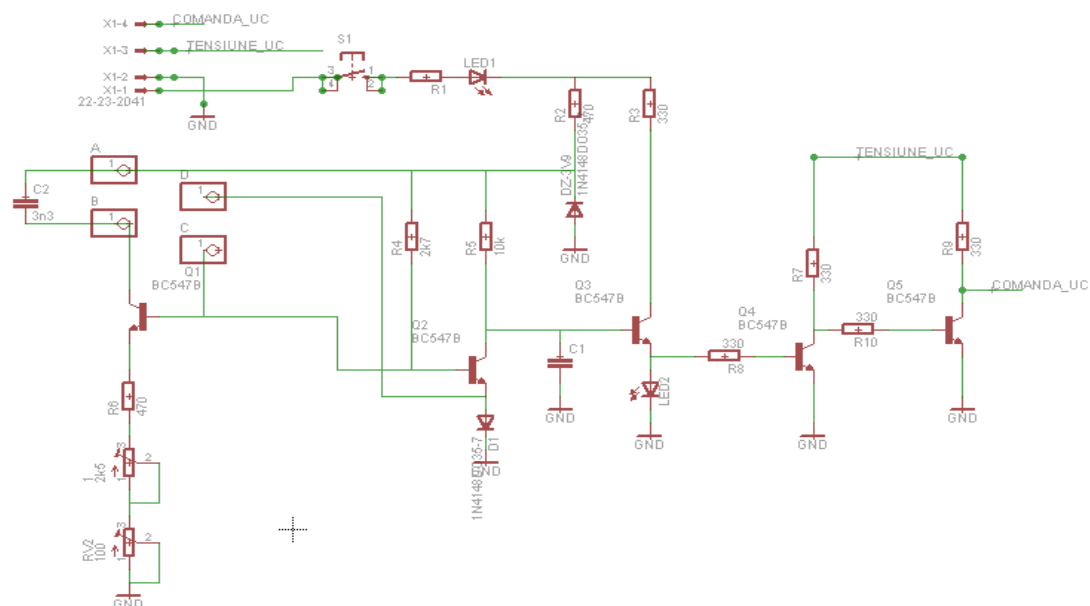 X1-4 COMANDA_UC
X1-3 TENSIUNE_UC
X1-2
X1-1
22-23-2041
GND
S1
3 1
4 2
R1
LED1
R2
470
R3
330
DZ-3V9
1N4148DO35
GND
A
1
B
1
C2
3n3
D
1
C
1
Q1
BC547B
R4
2k7
R5
10k
Q2
BC547B
Q3
BC547B
C1
GND
LED2
GND
D1
1N4148DO35-7
GND
R6
470
3
2
1
1
2k5
3
2
1
RV2
100
GND
330
R8
Q4
BC547B
GND
TENSIUNE_UC
R7
330
330
R10
R9
330
Q5
BC547B
COMANDA_UC
GND